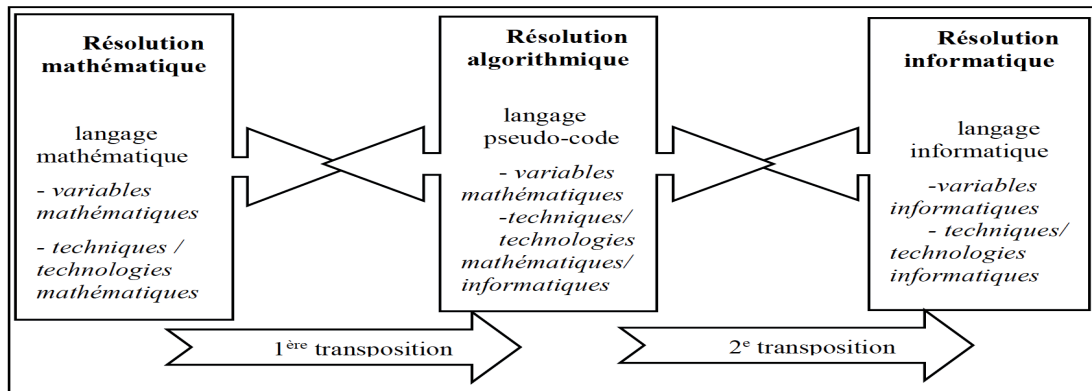 Résolution
mathématique
langage
mathématique
- variables
mathématiques
- techniques /
technologies
mathématiques
Résolution
algorithmique
langage
pseudo-code
- variables
mathématiques
-techniques/
technologies
mathématiques/
informatiques
Résolution
informatique
langage
informatique
-variables
informatiques
- techniques/
technologies
informatiques
1ère transposition
2e transposition